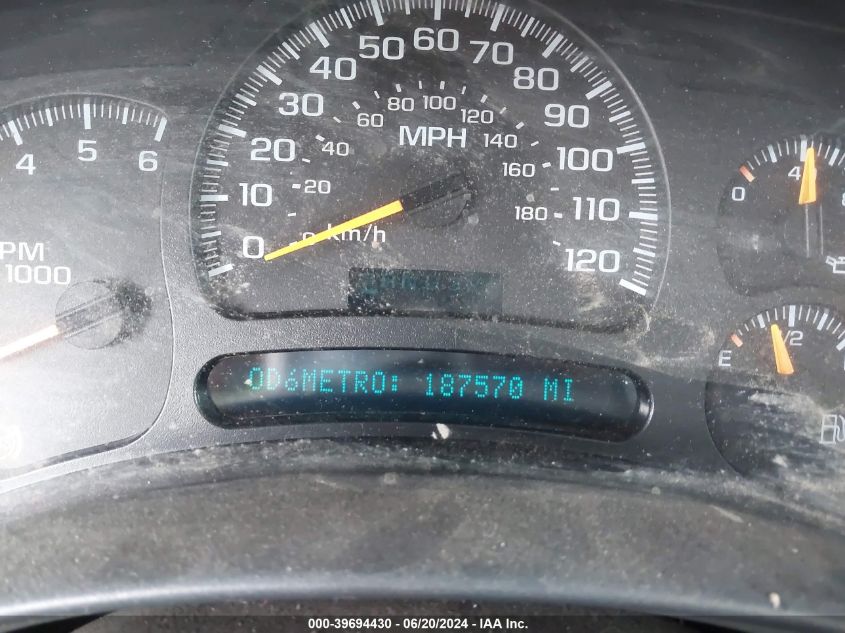 4 5 6
RPM
1000
0 10 20 30 40 50 60 70 80 90 100 110 120
20 40 60 80 100 120 140 160 180
MPH
km/h
0 4 8
E 1/2
ODóMETRO: 187570 MI
000-39694430 - 06/20/2024 - IAA Inc.